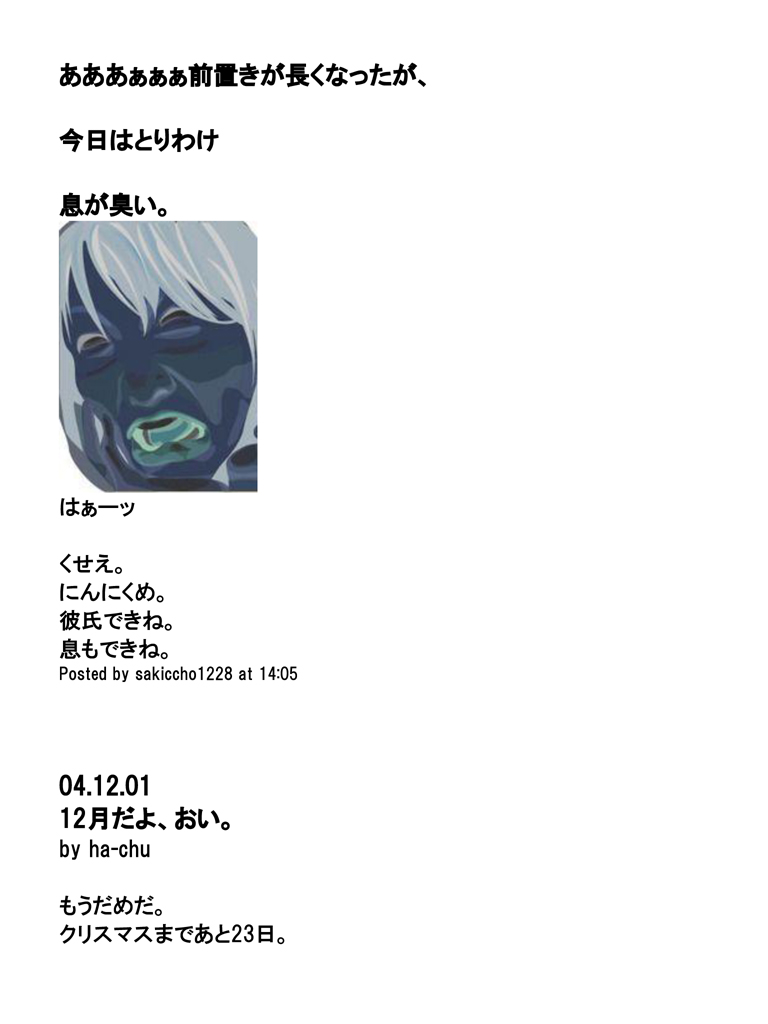 あああぁぁぁ前置きが長くなったが、
今日はとりわけ
息が臭い。
はぁーッ
くせえ。
にんにくめ。
彼氏できね。
息もできね。
Posted by sakiccho1228 at 14:05
04.12.01
12月だよ、おい。
by ha-chu
もうだめだ。
クリスマスまであと23日。